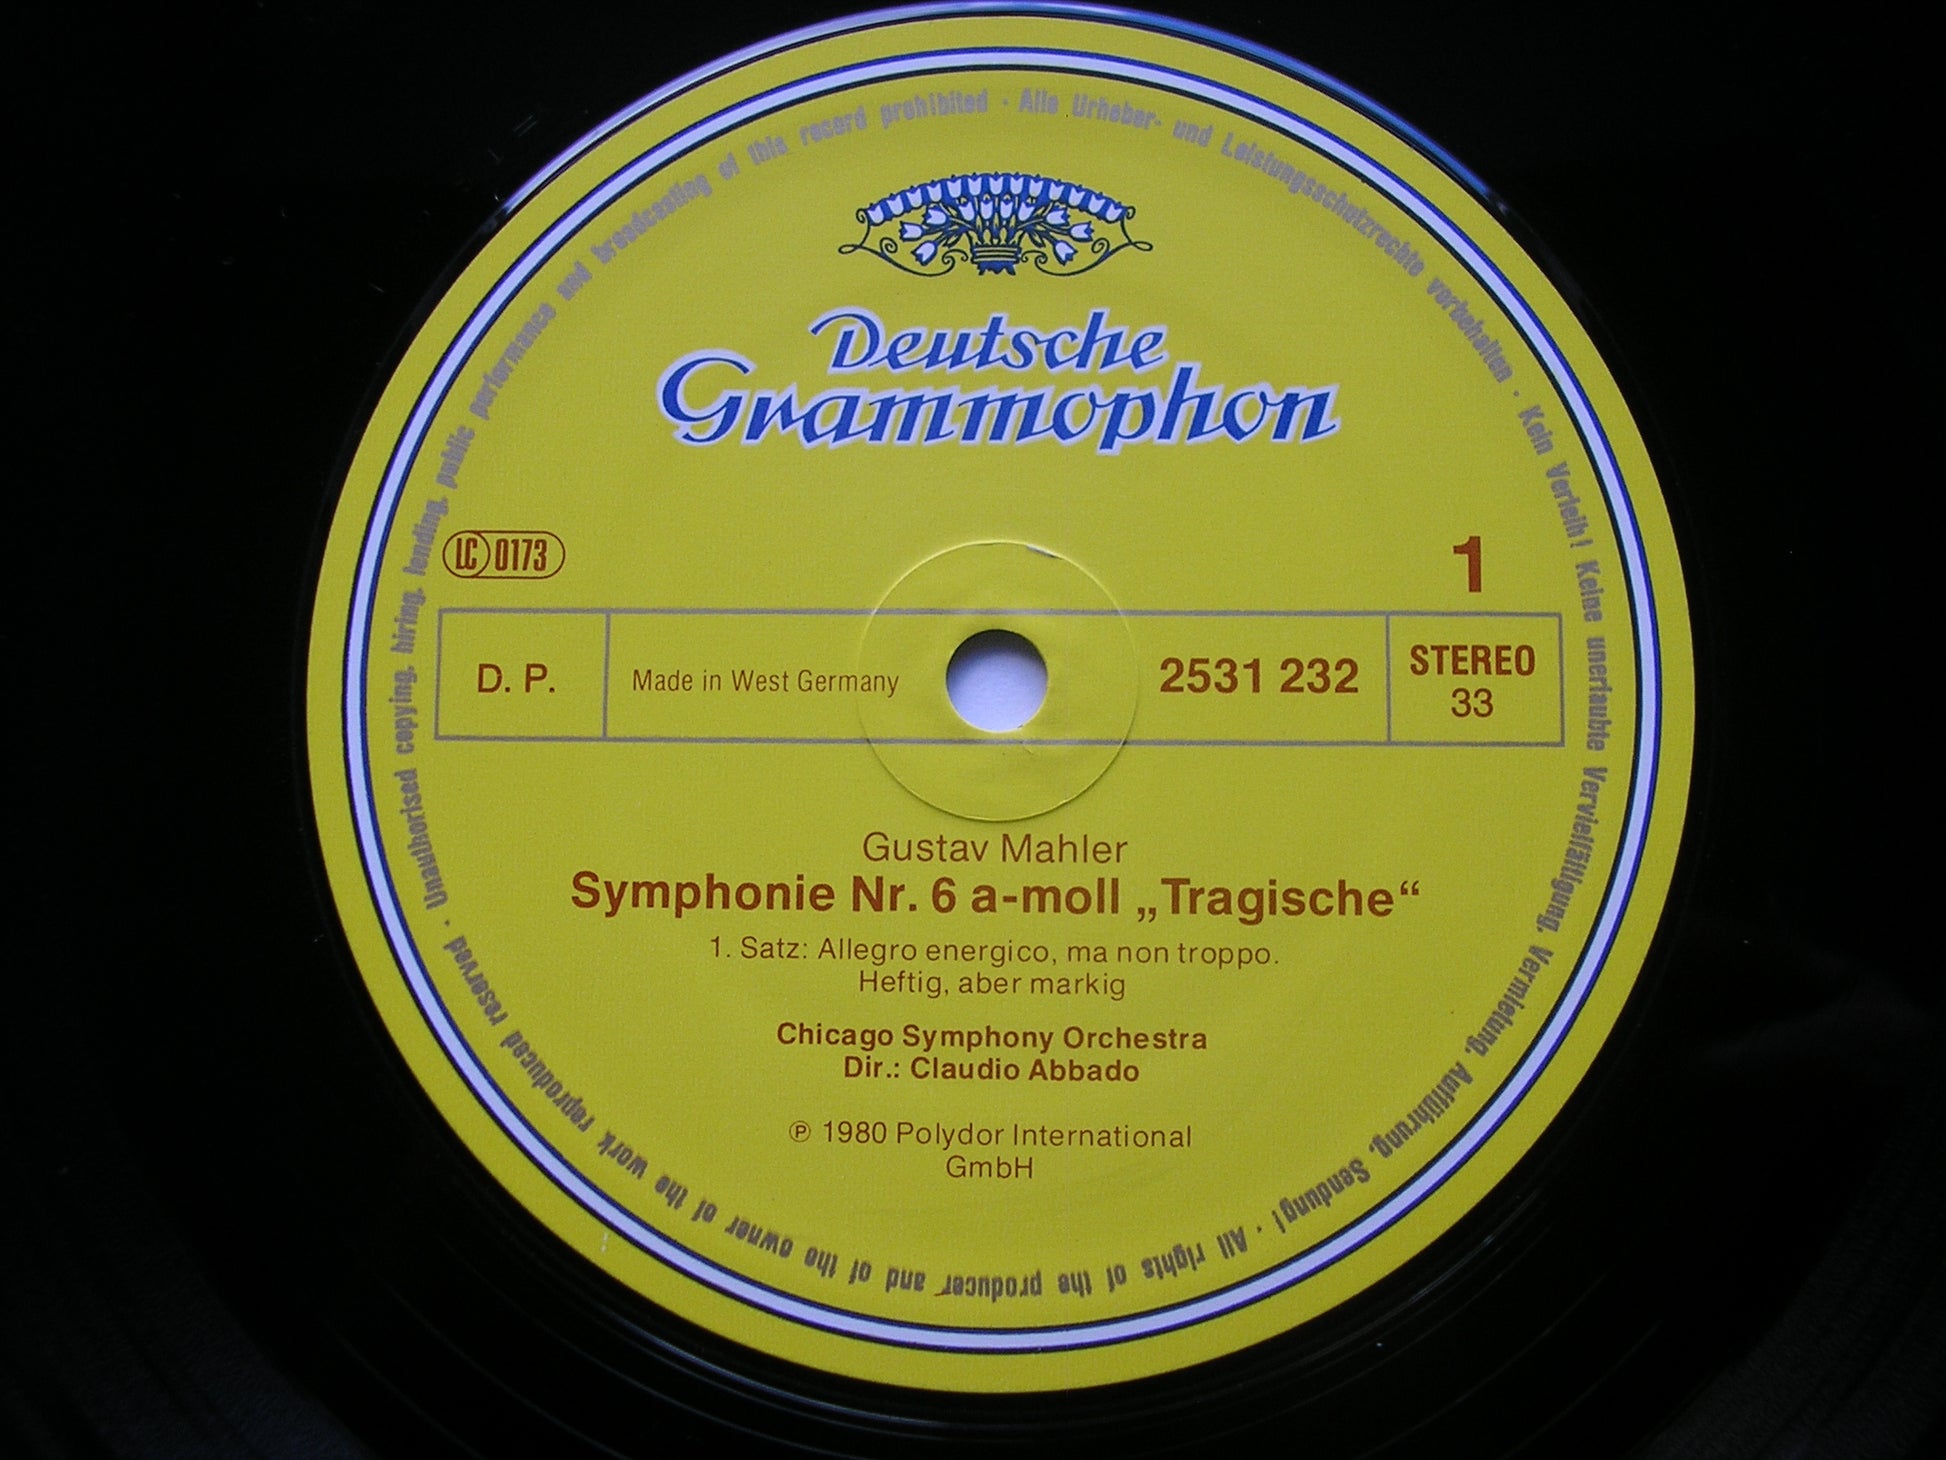 Alle Urheber- und Leistungsschutzrechte vorbehalten · Kein Verleih! Keine unerlaubte Vervielfältigung, Vermietung, Aufführung, Sendung! · All rights of the producer and of the owner of the work reproduced reserved · Unauthorised copying, hiring, lending, public performance and broadcasting of this record prohibited ·
Deutsche
Grammophon
LC 0173
1
D. P.
Made in West Germany
2531 232
STEREO
33
Gustav Mahler
Symphonie Nr. 6 a-moll „Tragische“
1. Satz: Allegro energico, ma non troppo.
Heftig, aber markig
Chicago Symphony Orchestra
Dir.: Claudio Abbado
℗ 1980 Polydor International
GmbH